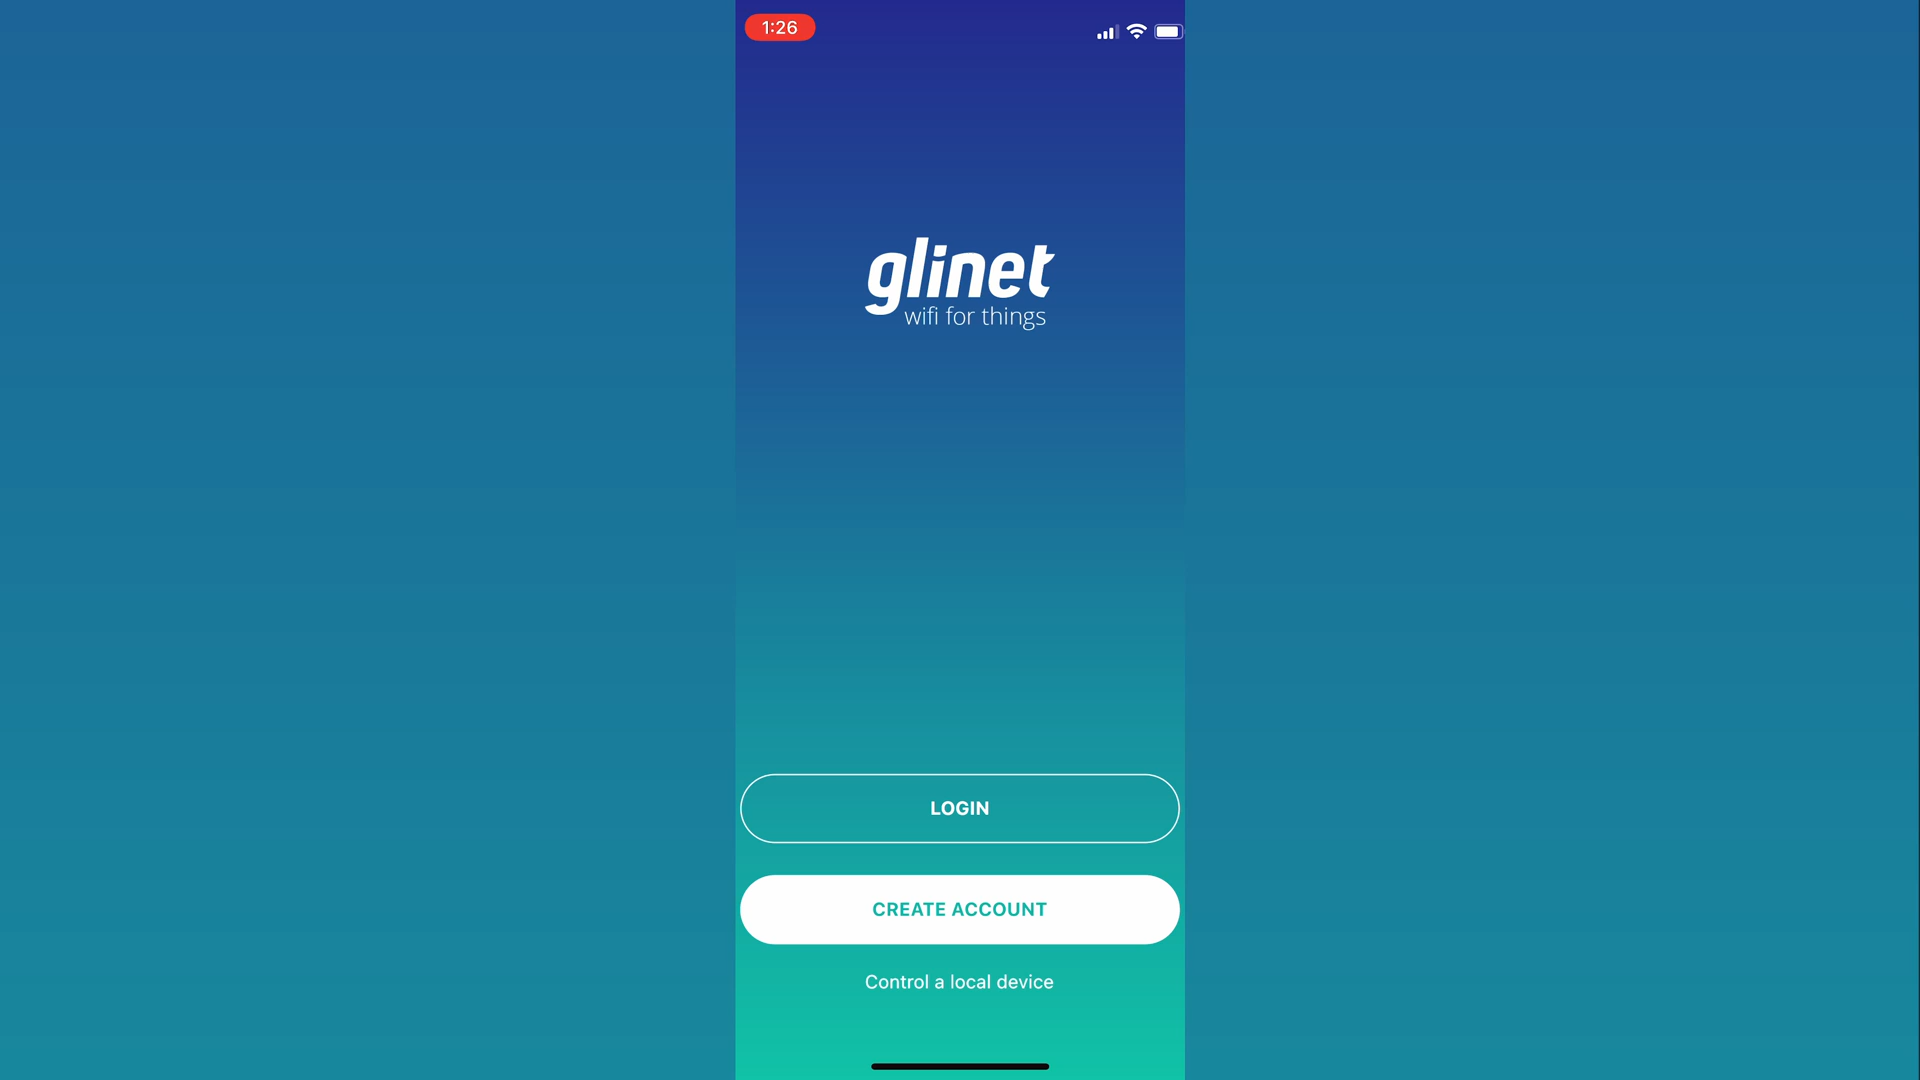 1:26
glinet
wifi for things
LOGIN
CREATE ACCOUNT
Control a local device